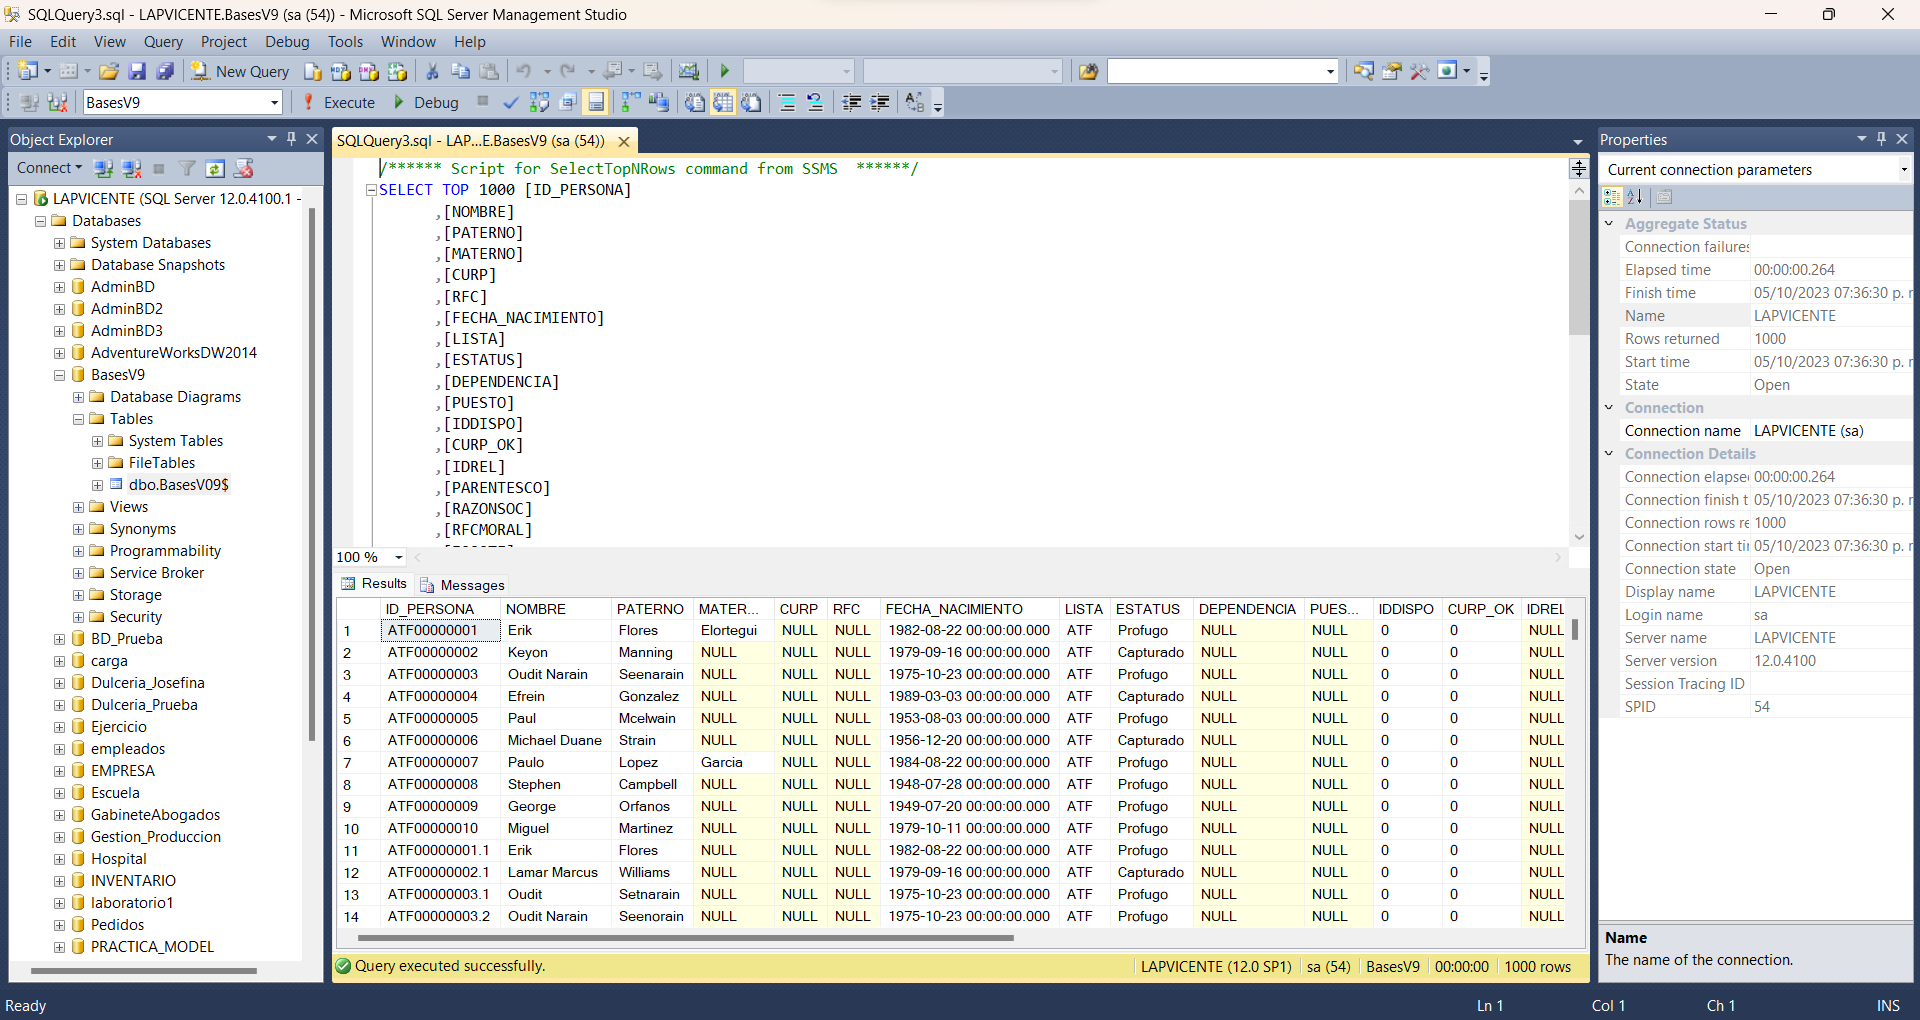 SQLQuery3.sql - LAPVICENTE.BasesV9 (sa (54)) - Microsoft SQL Server Management Studio
File Edit View Query Project Debug Tools Window Help
New Query
BasesV9 Execute Debug
Object Explorer
Connect
LAPVICENTE (SQL Server 12.0.4100.1 -
Databases
System Databases
Database Snapshots
AdminBD
AdminBD2
AdminBD3
AdventureWorksDW2014
BasesV9
Database Diagrams
Tables
System Tables
FileTables
dbo.BasesV09$
Views
Synonyms
Programmability
Service Broker
Storage
Security
BD_Prueba
carga
Dulceria_Josefina
Dulceria_Prueba
Ejercicio
empleados
EMPRESA
Escuela
GabineteAbogados
Gestion_Produccion
Hospital
INVENTARIO
laboratorio1
Pedidos
PRACTICA_MODEL
SQLQuery3.sql - LAP...E.BasesV9 (sa (54))
/****** Script for SelectTopNRows command from SSMS ******/
SELECT TOP 1000 [ID_PERSONA]
,[NOMBRE]
,[PATERNO]
,[MATERNO]
,[CURP]
,[RFC]
,[FECHA_NACIMIENTO]
,[LISTA]
,[ESTATUS]
,[DEPENDENCIA]
,[PUESTO]
,[IDDISPO]
,[CURP_OK]
,[IDREL]
,[PARENTESCO]
,[RAZONSOC]
,[RFCMORAL]
100 %
Results Messages
ID_PERSONA NOMBRE PATERNO MATER... CURP RFC FECHA_NACIMIENTO LISTA ESTATUS DEPENDENCIA PUES... IDDISPO CURP_OK IDREL
1 ATF00000001 Erik Flores Elortegui NULL NULL 1982-08-22 00:00:00.000 ATF Profugo NULL NULL 0 0 NULL
2 ATF00000002 Keyon Manning NULL NULL NULL 1979-09-16 00:00:00.000 ATF Capturado NULL NULL 0 0 NULL
3 ATF00000003 Oudit Narain Seenarain NULL NULL NULL 1975-10-23 00:00:00.000 ATF Profugo NULL NULL 0 0 NULL
4 ATF00000004 Efrein Gonzalez NULL NULL NULL 1989-03-03 00:00:00.000 ATF Capturado NULL NULL 0 0 NULL
5 ATF00000005 Paul Mcelwain NULL NULL NULL 1953-08-03 00:00:00.000 ATF Profugo NULL NULL 0 0 NULL
6 ATF00000006 Michael Duane Strain NULL NULL NULL 1956-12-20 00:00:00.000 ATF Capturado NULL NULL 0 0 NULL
7 ATF00000007 Paulo Lopez Garcia NULL NULL 1984-08-22 00:00:00.000 ATF Profugo NULL NULL 0 0 NULL
8 ATF00000008 Stephen Campbell NULL NULL NULL 1948-07-28 00:00:00.000 ATF Profugo NULL NULL 0 0 NULL
9 ATF00000009 George Orfanos NULL NULL NULL 1949-07-20 00:00:00.000 ATF Profugo NULL NULL 0 0 NULL
10 ATF00000010 Miguel Martinez NULL NULL NULL 1979-10-11 00:00:00.000 ATF Profugo NULL NULL 0 0 NULL
11 ATF00000001.1 Erik Flores NULL NULL NULL 1982-08-22 00:00:00.000 ATF Profugo NULL NULL 0 0 NULL
12 ATF00000002.1 Lamar Marcus Williams NULL NULL NULL 1979-09-16 00:00:00.000 ATF Capturado NULL NULL 0 0 NULL
13 ATF00000003.1 Oudit Setnarain NULL NULL NULL 1975-10-23 00:00:00.000 ATF Profugo NULL NULL 0 0 NULL
14 ATF00000003.2 Oudit Narain Seenorain NULL NULL NULL 1975-10-23 00:00:00.000 ATF Profugo NULL NULL 0 0 NULL
Query executed successfully. LAPVICENTE (12.0 SP1) sa (54) BasesV9 00:00:00 1000 rows
Properties
Current connection parameters
Aggregate Status
Connection failures
Elapsed time 00:00:00.264
Finish time 05/10/2023 07:36:30 p. r
Name LAPVICENTE
Rows returned 1000
Start time 05/10/2023 07:36:30 p. r
State Open
Connection
Connection name LAPVICENTE (sa)
Connection Details
Connection elapse 00:00:00.264
Connection finish t 05/10/2023 07:36:30 p. r
Connection rows re 1000
Connection start ti 05/10/2023 07:36:30 p. r
Connection state Open
Display name LAPVICENTE
Login name sa
Server name LAPVICENTE
Server version 12.0.4100
Session Tracing ID
SPID 54
Name
The name of the connection.
Ready Ln 1 Col 1 Ch 1 INS